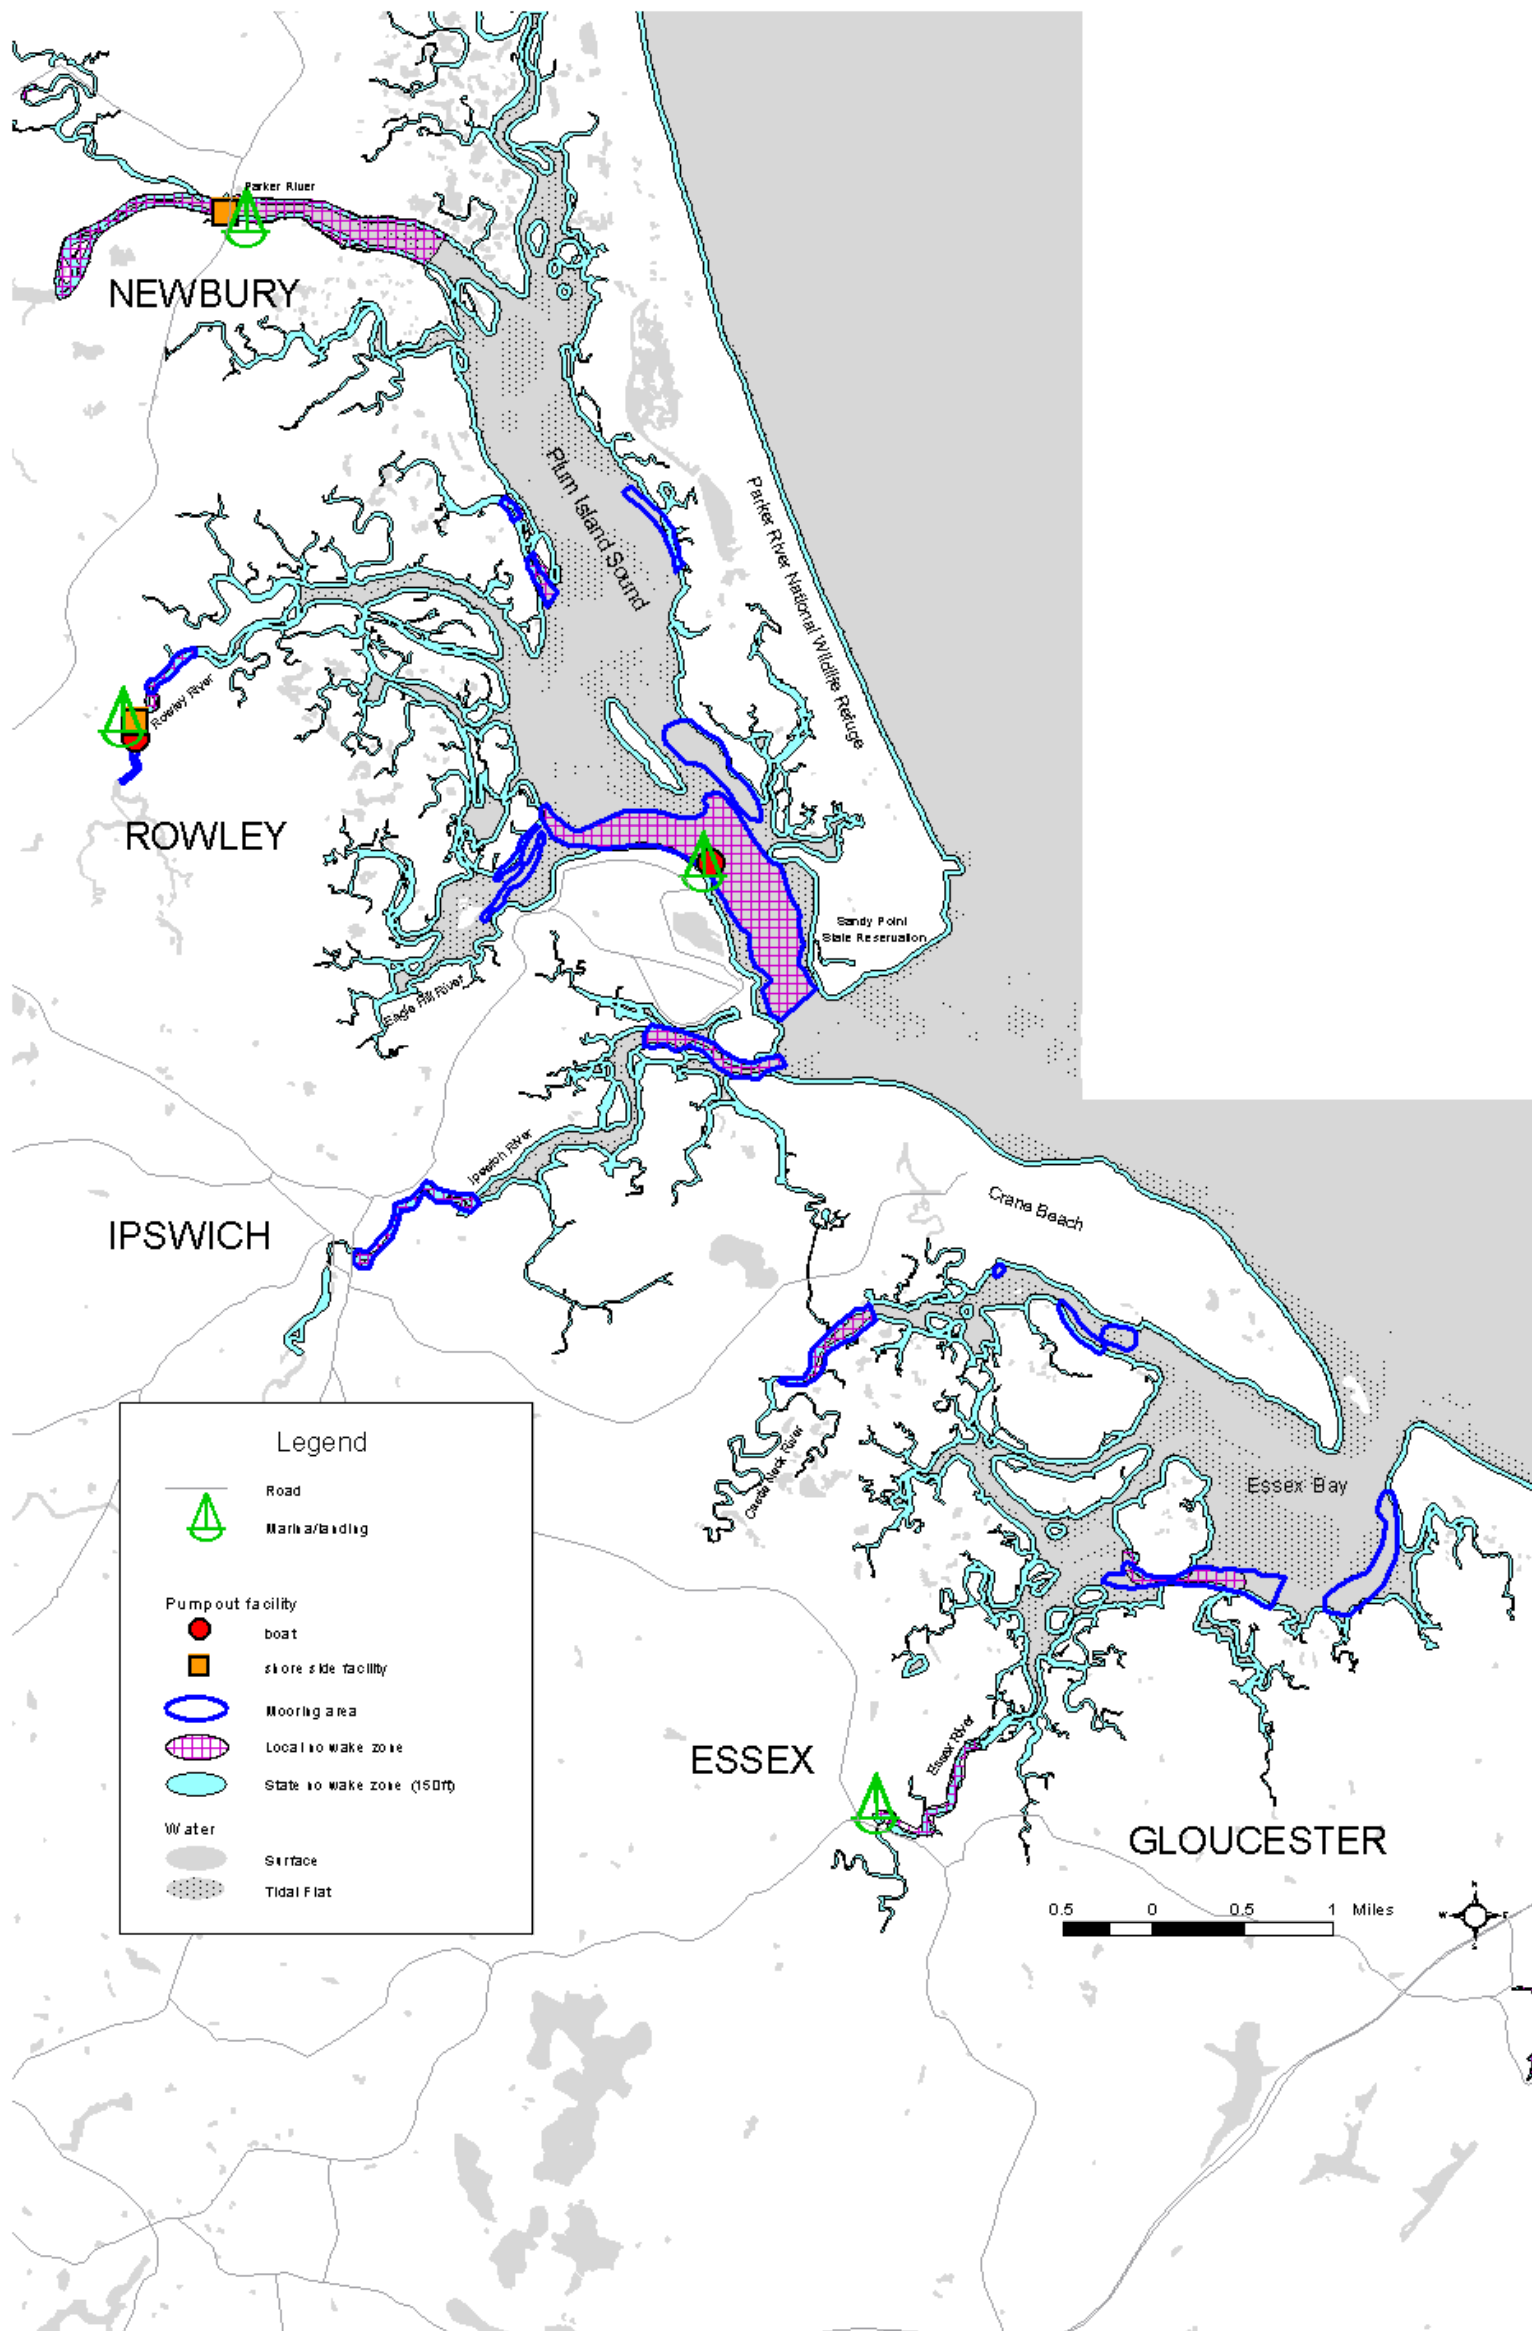 Parker River
NEWBURY
Plum Island Sound
Parker River National Wildlife Refuge
Rowley River
ROWLEY
Sandy Point
State Reservation
Eagle Hill River
Ipswich River
IPSWICH
Crane Beach
Castle Neck River
Essex Bay
Legend
Road
Marina/landing
Pumpout facility
boat
shore side facility
Mooring area
Local no wake zone
State no wake zone (150ft)
Water
Surface
Tidal Flat
Essex River
ESSEX
GLOUCESTER
0.5 0 0.5 1 Miles
N
W E
S